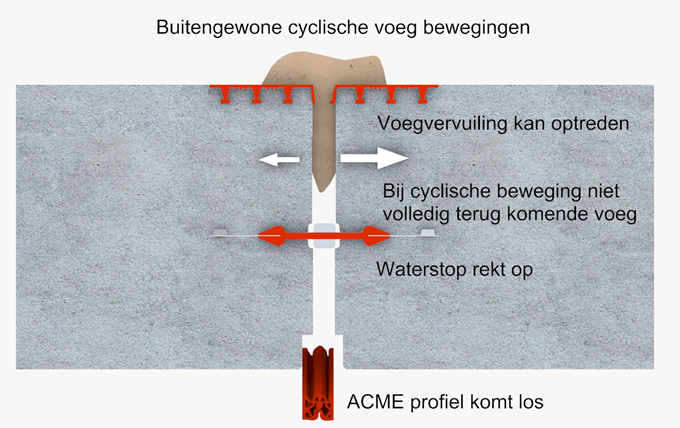 Buitengewone cyclische voeg bewegingen
Voegvervuiling kan optreden
Bij cyclische beweging niet
volledig terug komende voeg
Waterstop rekt op
ACME profiel komt los